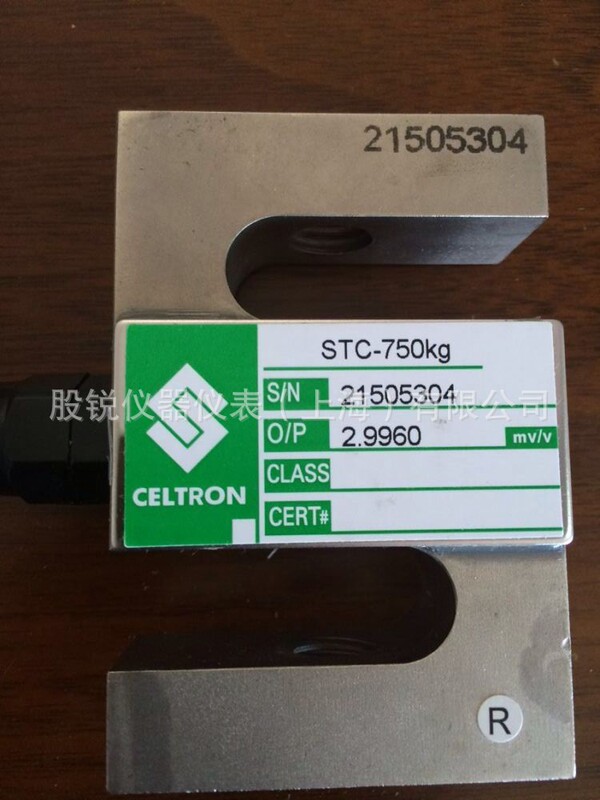 21505304
STC-750kg
S/N 21505304
股锐仪器仪表（上海）有限公司
O/P 2.9960 mv/v
CLASS
CELTRON
CERT#
R